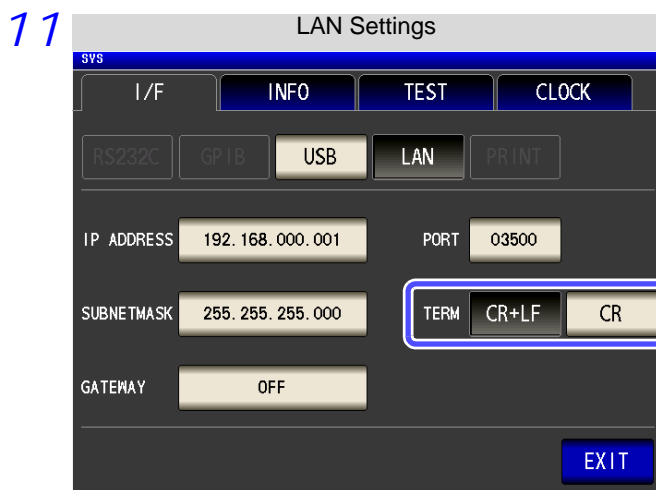 11
LAN Settings
SYS
I/F INFO TEST CLOCK
RS232C GPIB USB LAN PRINT
IP ADDRESS 192.168.000.001 PORT 03500
SUBNETMASK 255.255.255.000 TERM CR+LF CR
GATEWAY OFF
EXIT